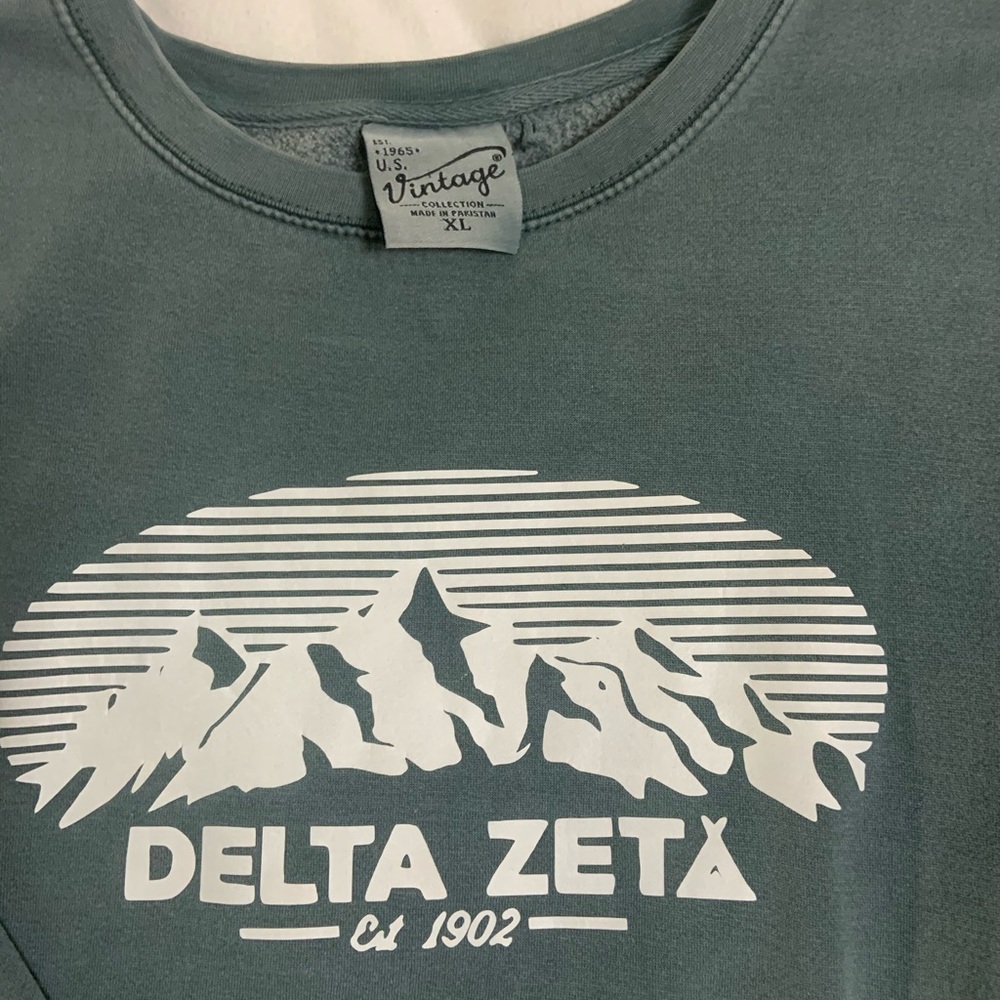 EST.
•1965•
U.S.
Vintage®
COLLECTION
MADE IN PAKISTAN
XL
DELTA ZETA
Est 1902